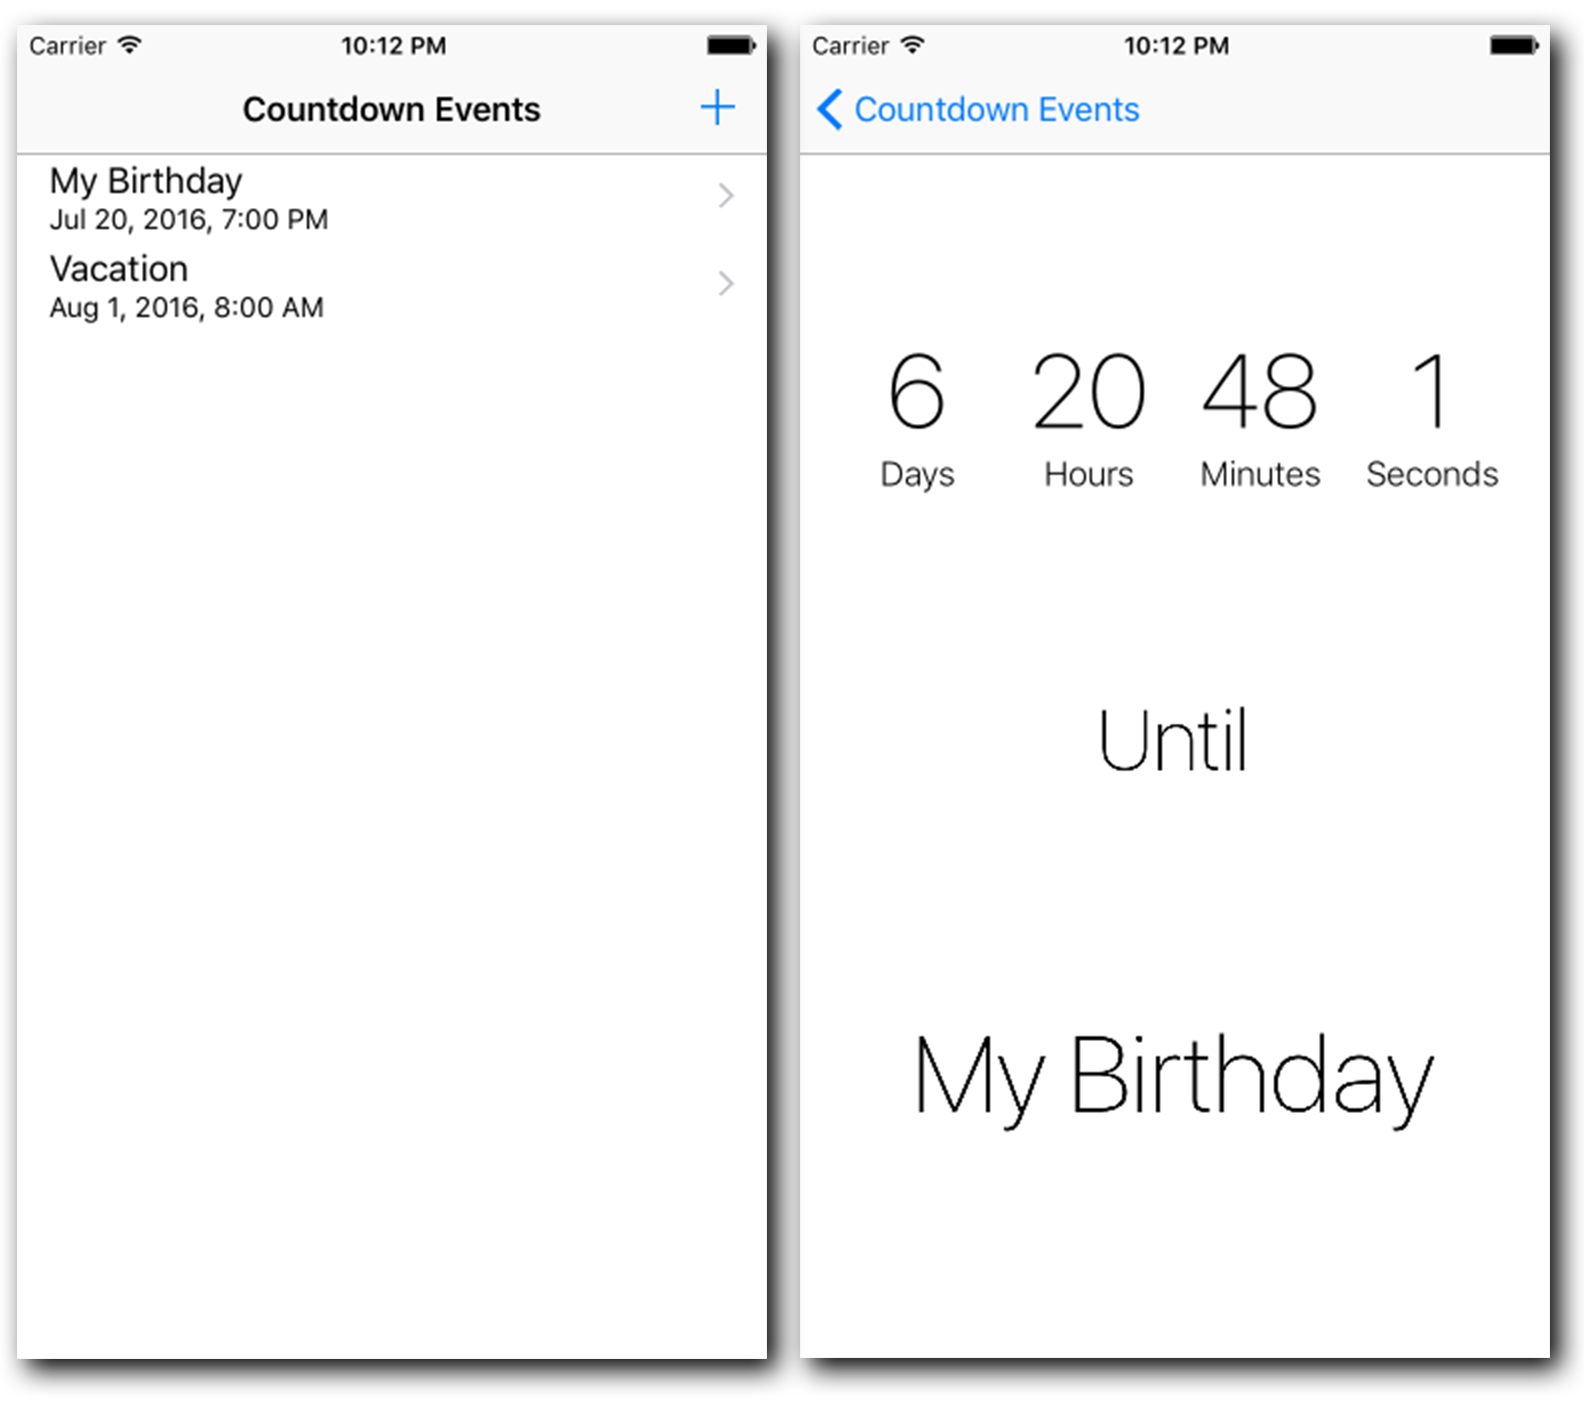 Carrier 10:12 PM
Countdown Events
My Birthday
Jul 20, 2016, 7:00 PM
Vacation
Aug 1, 2016, 8:00 AM
Carrier 10:12 PM
Countdown Events
6 20 48 1
Days Hours Minutes Seconds
Until
My Birthday